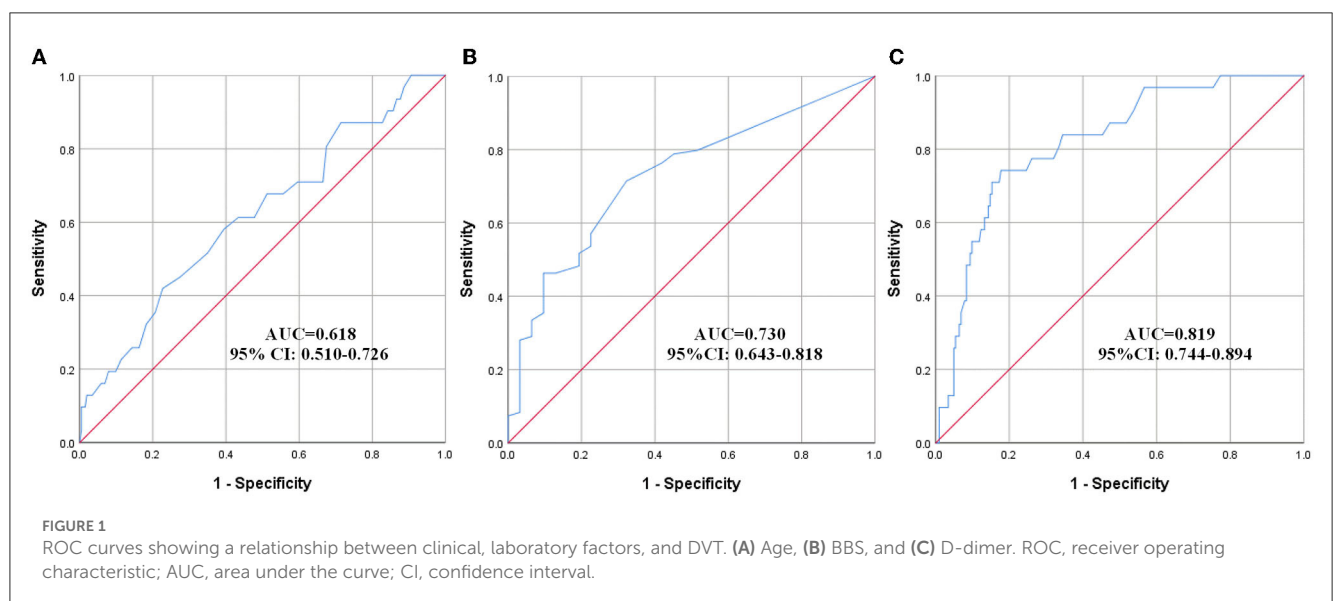 A
B
C
1.0
0.8
0.6
0.4
0.2
0.0
Sensitivity
AUC=0.618
95% CI: 0.510-0.726
0.0 0.2 0.4 0.6 0.8 1.0
1 - Specificity
1.0
0.8
0.6
0.4
0.2
0.0
Sensitivity
AUC=0.730
95%CI: 0.643-0.818
0.0 0.2 0.4 0.6 0.8 1.0
1 - Specificity
1.0
0.8
0.6
0.4
0.2
0.0
Sensitivity
AUC=0.819
95%CI: 0.744-0.894
0.0 0.2 0.4 0.6 0.8 1.0
1 - Specificity
FIGURE 1
ROC curves showing a relationship between clinical, laboratory factors, and DVT. (A) Age, (B) BBS, and (C) D-dimer. ROC, receiver operating
characteristic; AUC, area under the curve; CI, confidence interval.